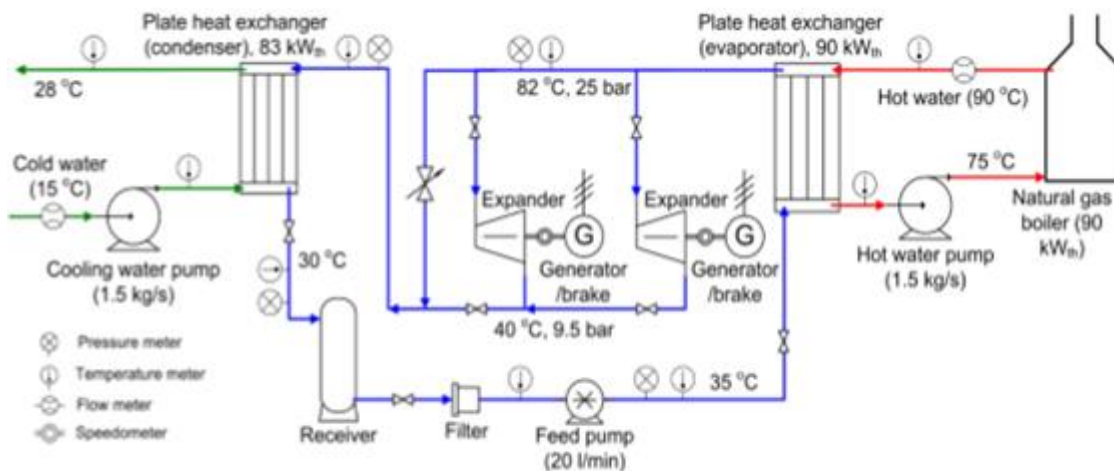 Plate heat exchanger
(condenser), 83 kWth
Plate heat exchanger
(evaporator), 90 kWth
28 °C
82 °C, 25 bar
Hot water (90 °C)
Cold water
(15 °C)
75 °C
Expander
Expander
Natural gas
boiler (90
kWth)
G
G
30 °C
Generator
/brake
Generator
/brake
Hot water pump
(1.5 kg/s)
Cooling water pump
(1.5 kg/s)
40 °C, 9.5 bar
Pressure meter
Temperature meter
Flow meter
Speedometer
35 °C
Receiver
Filter
Feed pump
(20 l/min)